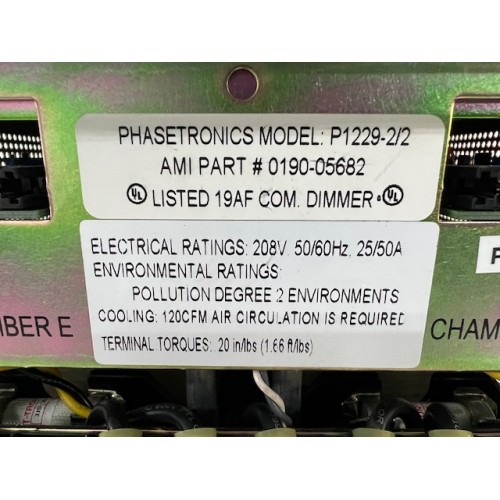 PHASETRONICS MODEL: P1229-2/2
AMI PART # 0190-05682
UL LISTED 19AF COM. DIMMER • UL
ELECTRICAL RATINGS: 208V, 50/60Hz, 25/50A
ENVIRONMENTAL RATINGS:
POLLUTION DEGREE 2 ENVIRONMENTS
COOLING: 120CFM AIR CIRCULATION IS REQUIRED
TERMINAL TORQUES: 20 in/lbs (1.66 ft/lbs)
MBER E
CHAM